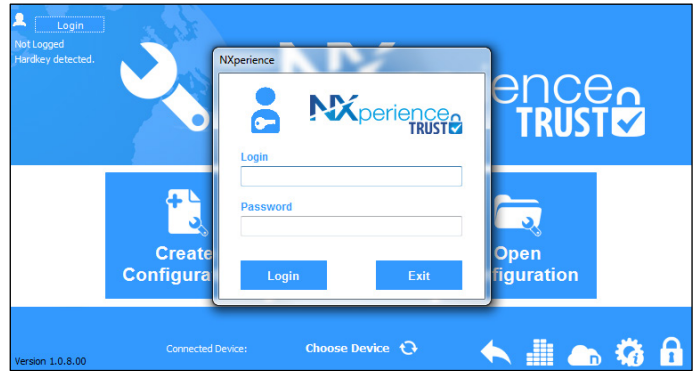 Login
Not Logged
Hardkey detected.
NXperience
NXperience
TRUST
ence
TRUST
Login
Password
Login
Exit
Create
Configura
Open
figuration
Connected Device:
Choose Device
n
Version 1.0.8.00